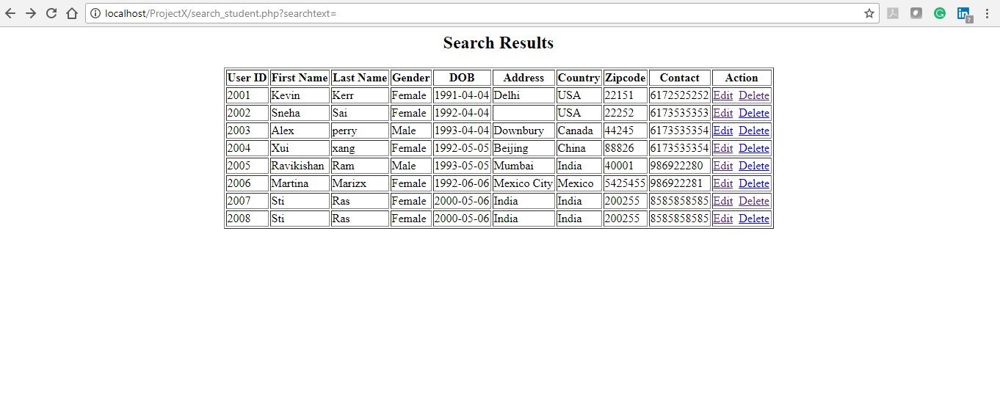 localhost/ProjectX/search_student.php?searchtext=
Search Results
User ID First Name Last Name Gender DOB Address Country Zipcode Contact Action
2001 Kevin Kerr Female 1991-04-04 Delhi USA 22151 6172525252 Edit Delete
2002 Sneha Sai Female 1992-04-04 USA 22252 6173535353 Edit Delete
2003 Alex perry Male 1993-04-04 Downbury Canada 44245 6173535354 Edit Delete
2004 Xui xang Female 1992-05-05 Beijing China 88826 6173535354 Edit Delete
2005 Ravikishan Ram Male 1993-05-05 Mumbai India 40001 986922280 Edit Delete
2006 Martina Marizx Female 1992-06-06 Mexico City Mexico 5425455 986922281 Edit Delete
2007 Sti Ras Female 2000-05-06 India India 200255 8585858585 Edit Delete
2008 Sti Ras Female 2000-05-06 India India 200255 8585858585 Edit Delete